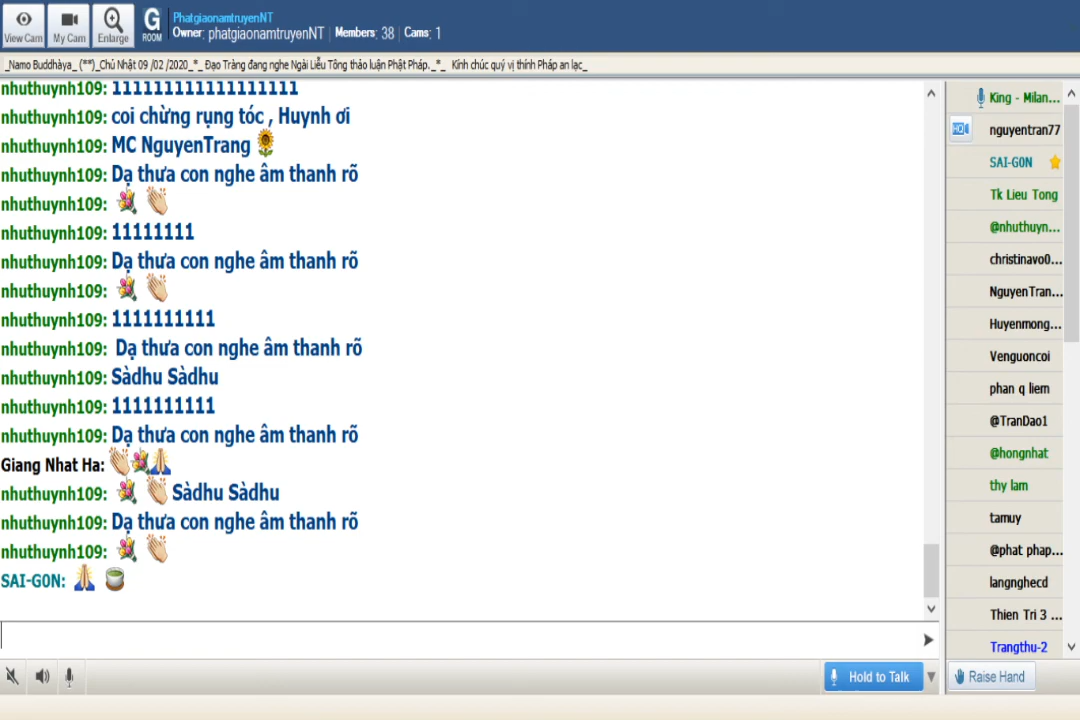 View Cam
My Cam
Enlarge
G
ROOM
PhatgiaonamtruyenNT
Owner: phatgiaonamtruyenNT | Members: 38 | Cams: 1
_Namo Buddhàya_ (**)_Chủ Nhật 09 /02 /2020_*_ Đạo Tràng đang nghe Ngài Liễu Tông thảo luận Phật Pháp._*_ Kính chúc quý vị thính Pháp an lạc_
nhuthuynh109: 111111111111111111
nhuthuynh109: coi chừng rụng tóc , Huynh ơi
nhuthuynh109: MC NguyenTrang 🌻
nhuthuynh109: Dạ thưa con nghe âm thanh rõ
nhuthuynh109: 💐 👏
nhuthuynh109: 11111111
nhuthuynh109: Dạ thưa con nghe âm thanh rõ
nhuthuynh109: 💐 👏
nhuthuynh109: 1111111111
nhuthuynh109: Dạ thưa con nghe âm thanh rõ
nhuthuynh109: Sàdhu Sàdhu
nhuthuynh109: 1111111111
nhuthuynh109: Dạ thưa con nghe âm thanh rõ
Giang Nhat Ha: 👏💐🙏
nhuthuynh109: 💐 👏 Sàdhu Sàdhu
nhuthuynh109: Dạ thưa con nghe âm thanh rõ
nhuthuynh109: 💐 👏
SAI-GON: 🙏 🍵
King - Milan...
HD
nguyentran77
SAI-GON
Tk Lieu Tong
@nhuthuyn...
christinavo0...
NguyenTran...
Huyenmong...
Venguoncoi
phan q liem
@TranDao1
@hongnhat
thy lam
tamuy
@phat phap...
langnghecd
Thien Tri 3 ...
Trangthu-2
Hold to Talk
Raise Hand